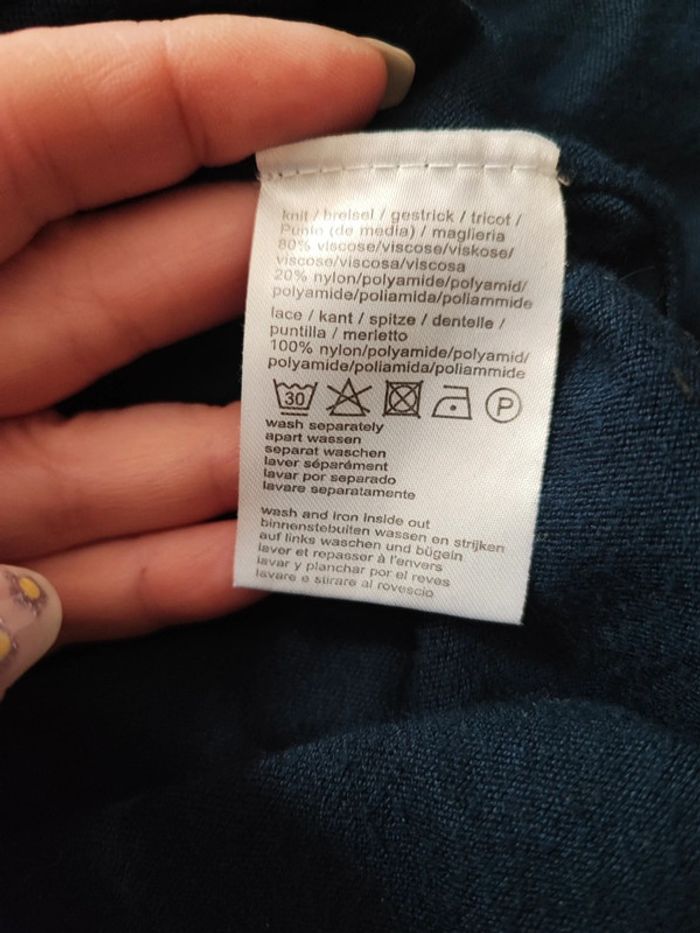 knit / breisel / gestrick / tricot /
Punto (de media) / maglieria
80% viscose/viscose/viskose/
viscose/viscosa/viscosa
20% nylon/polyamide/polyamid/
polyamide/poliamida/poliammide
lace / kant / spitze / dentelle /
puntilla / merletto
100% nylon/polyamide/polyamid/
polyamide/poliamida/poliammide
30 P
wash separately
apart wassen
separat waschen
laver séparément
lavar por separado
lavare separatamente
wash and iron inside out
binnenstebuiten wassen en strijken
auf links waschen und bügeln
laver et repasser à l'envers
lavar y planchar por el reves
lavare e stirare al rovescio